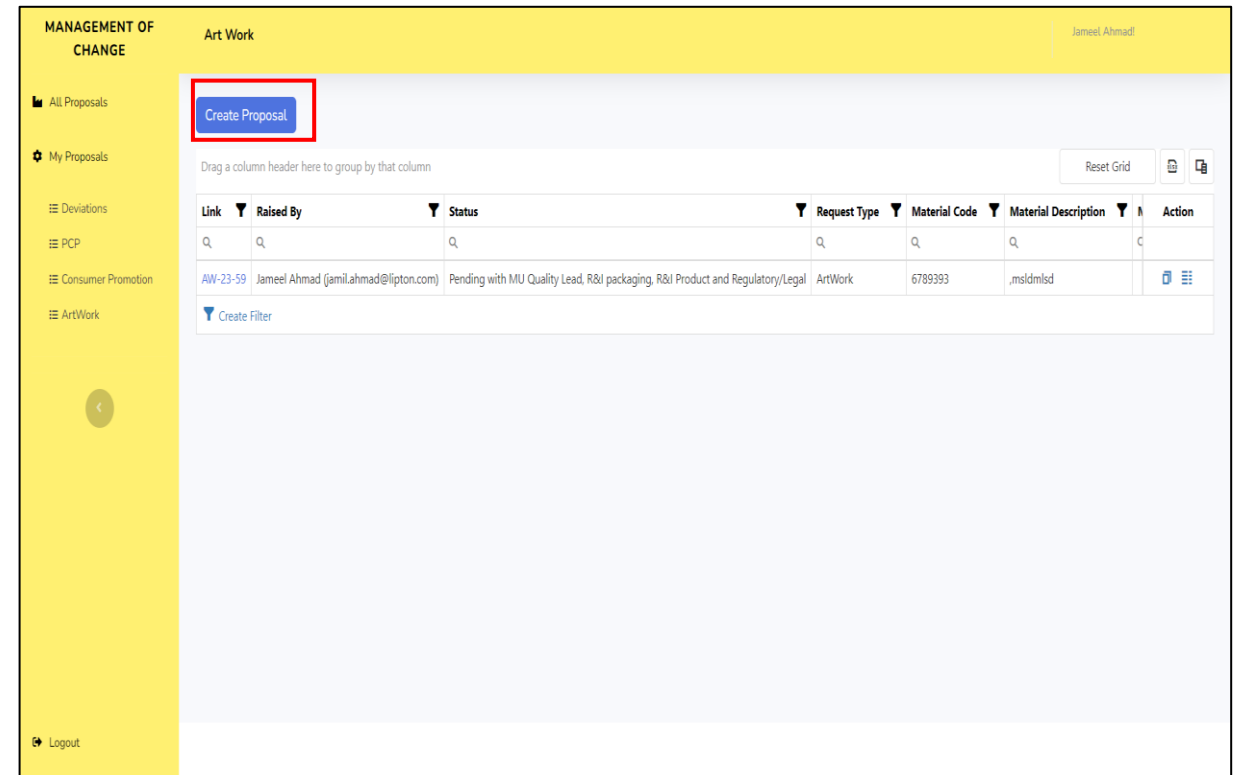 MANAGEMENT OF
CHANGE
Art Work
Jameel Ahmad!
All Proposals
Create Proposal
My Proposals
Drag a column header here to group by that column
Reset Grid
Deviations
Link Raised By Status Request Type Material Code Material Description Action
PCP
Consumer Promotion
AW-23-59 Jameel Ahmad (jamil.ahmad@lipton.com) Pending with MU Quality Lead, R&I packaging, R&I Product and Regulatory/Legal ArtWork 6789393 ,msldmlsd
ArtWork
Create Filter
Logout